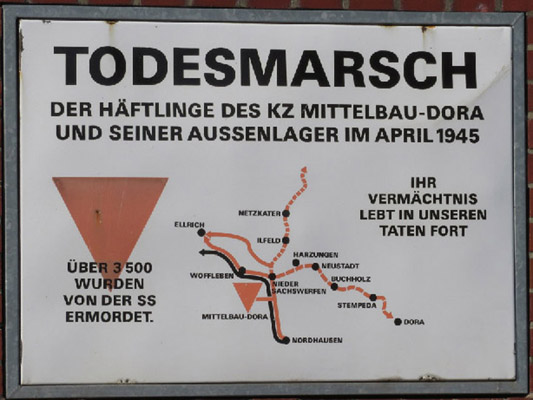 TODESMARSCH
DER HÄFTLINGE DES KZ MITTELBAU-DORA
UND SEINER AUSSENLAGER IM APRIL 1945
ÜBER 3500
WURDEN
VON DER SS
ERMORDET.
IHR
VERMÄCHTNIS
LEBT IN UNSEREN
TATEN FORT
NETZKATER
ELLRICH
ILFELD
HARZUNGEN
NEUSTADT
WOFFLEBEN
NIEDER
SACHSWERFEN
BUCHHOLZ
STEMPEDA
MITTELBAU-DORA
DORA
NORDHAUSEN